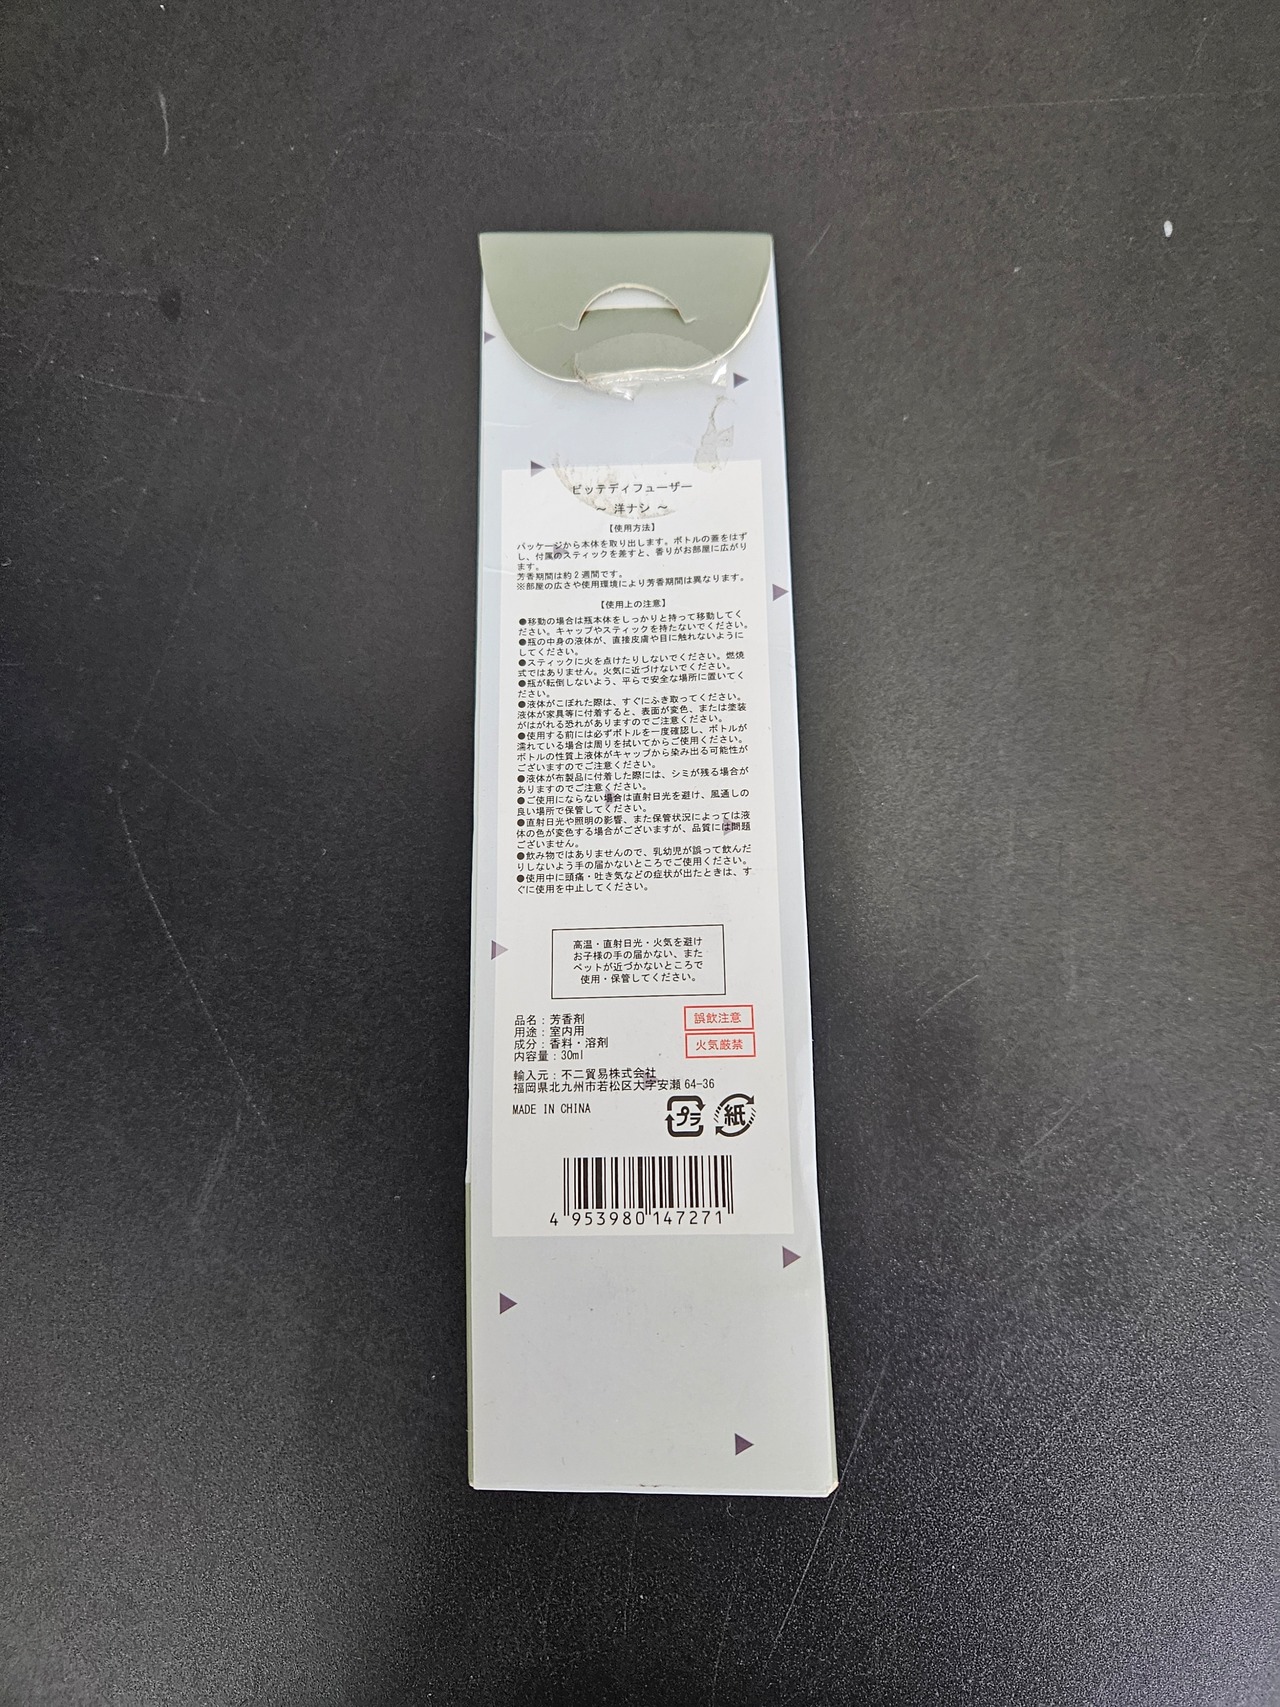 ビッテディフューザー
～ 洋ナシ ～
【使用方法】
パッケージから本体を取り出します。ボトルの蓋をはず
し、付属のスティックを差すと、香りがお部屋に広がり
ます。
芳香期間は約２週間です。
※部屋の広さや使用環境により芳香期間は異なります。
【使用上の注意】
●移動の場合は瓶本体をしっかりと持って移動してく
ださい。キャップやスティックを持たないでください。
●瓶の中身の液体が、直接皮膚や目に触れないように
してください。
●スティックに火を点けたりしないでください。燃焼
式ではありません。火気に近づけないでください。
●瓶が転倒しないよう、平らで安全な場所に置いてく
ださい。
●液体がこぼれた際は、すぐにふき取ってください。
液体が家具等に付着すると、表面が変色、または塗装
がはがれる恐れがありますのでご注意ください。
●使用する前には必ずボトルを一度確認し、ボトルが
濡れている場合は周りを拭いてからご使用ください。
ボトルの性質上液体がキャップから染み出る可能性が
ございますのでご注意ください。
●液体が布製品に付着した際には、シミが残る場合が
ありますのでご注意ください。
●ご使用にならない場合は直射日光を避け、風通しの
良い場所で保管してください。
●直射日光や照明の影響、また保管状況によっては液
体の色が変色する場合がございますが、品質には問題
ございません。
●飲み物ではありませんので、乳幼児が誤って飲んだ
りしないよう手の届かないところでご使用ください。
●使用中に頭痛・吐き気などの症状が出たときは、す
ぐに使用を中止してください。
高温・直射日光・火気を避け
お子様の手の届かない、また
ペットが近づかないところで
使用・保管してください。
品名：芳香剤
用途：室内用
成分：香料・溶剤
内容量：30ml
誤飲注意
火気厳禁
輸入元：不二貿易株式会社
福岡県北九州市若松区大字安瀬 64-36
MADE IN CHINA
プラ
紙
4 953980 147271